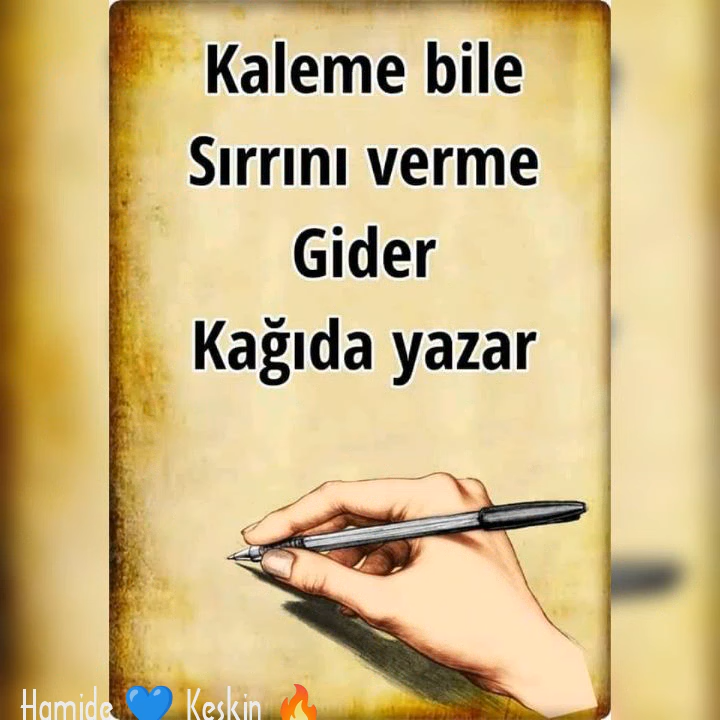 Kaleme bile
Sırrını verme
Gider
Kağıda yazar
Hamide 💙 Keskin 🔥